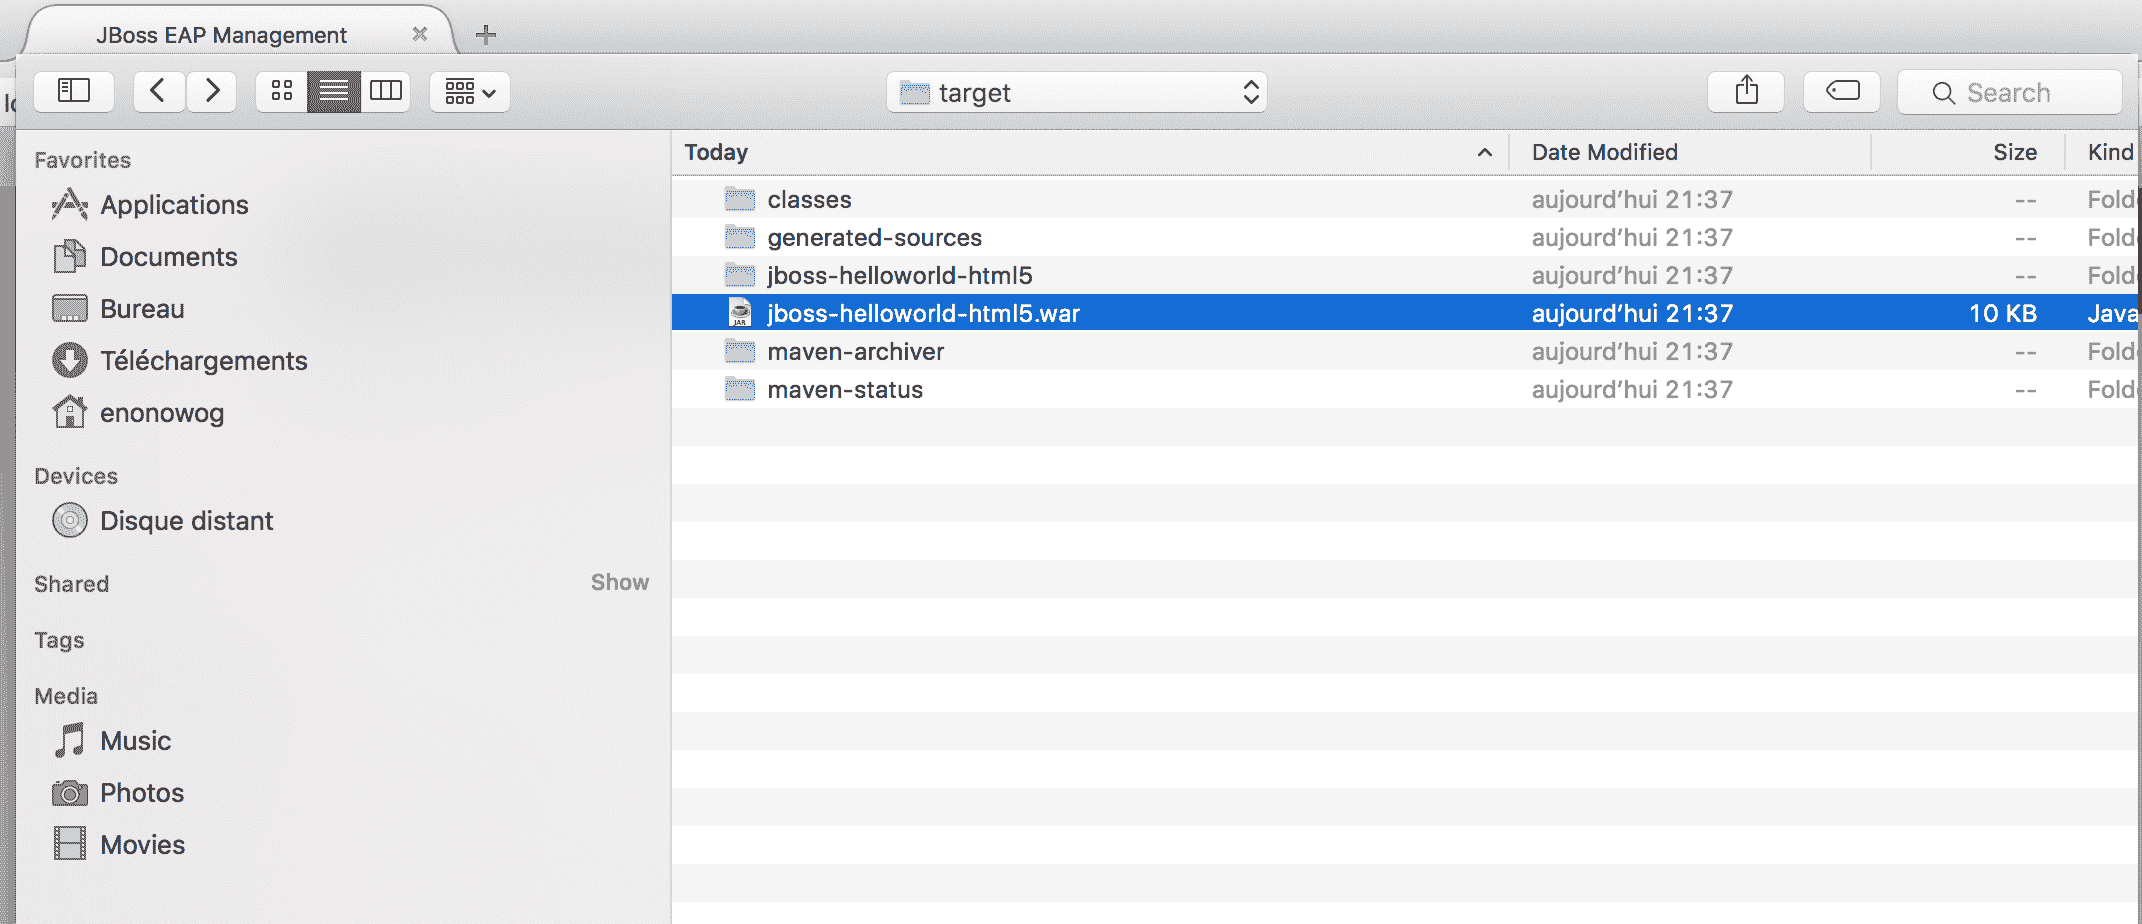 JBoss EAP Management
target
Search
Favorites
Applications
Documents
Bureau
Téléchargements
enonowog
Devices
Disque distant
Shared Show
Tags
Media
Music
Photos
Movies
Today Date Modified Size Kind
classes aujourd’hui 21:37 -- Fold
generated-sources aujourd’hui 21:37 -- Fold
jboss-helloworld-html5 aujourd’hui 21:37 -- Fold
JAR jboss-helloworld-html5.war aujourd’hui 21:37 10 KB Java
maven-archiver aujourd’hui 21:37 -- Fold
maven-status aujourd’hui 21:37 -- Fold